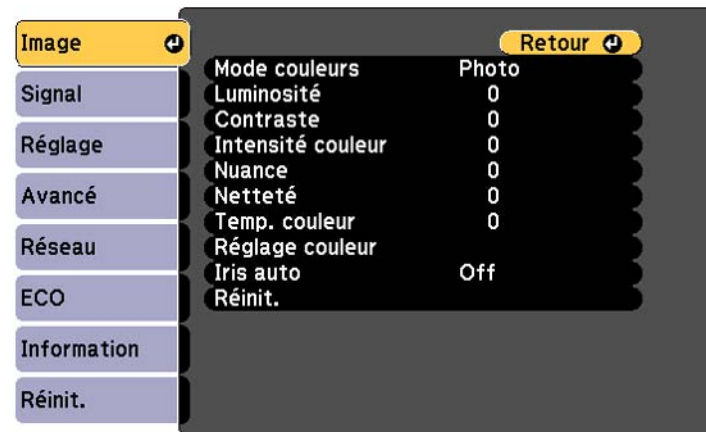 Image
Signal
Réglage
Avancé
Réseau
ECO
Information
Réinit.
Retour
Mode couleurs Photo
Luminosité 0
Contraste 0
Intensité couleur 0
Nuance 0
Netteté 0
Temp. couleur 0
Réglage couleur
Iris auto Off
Réinit.